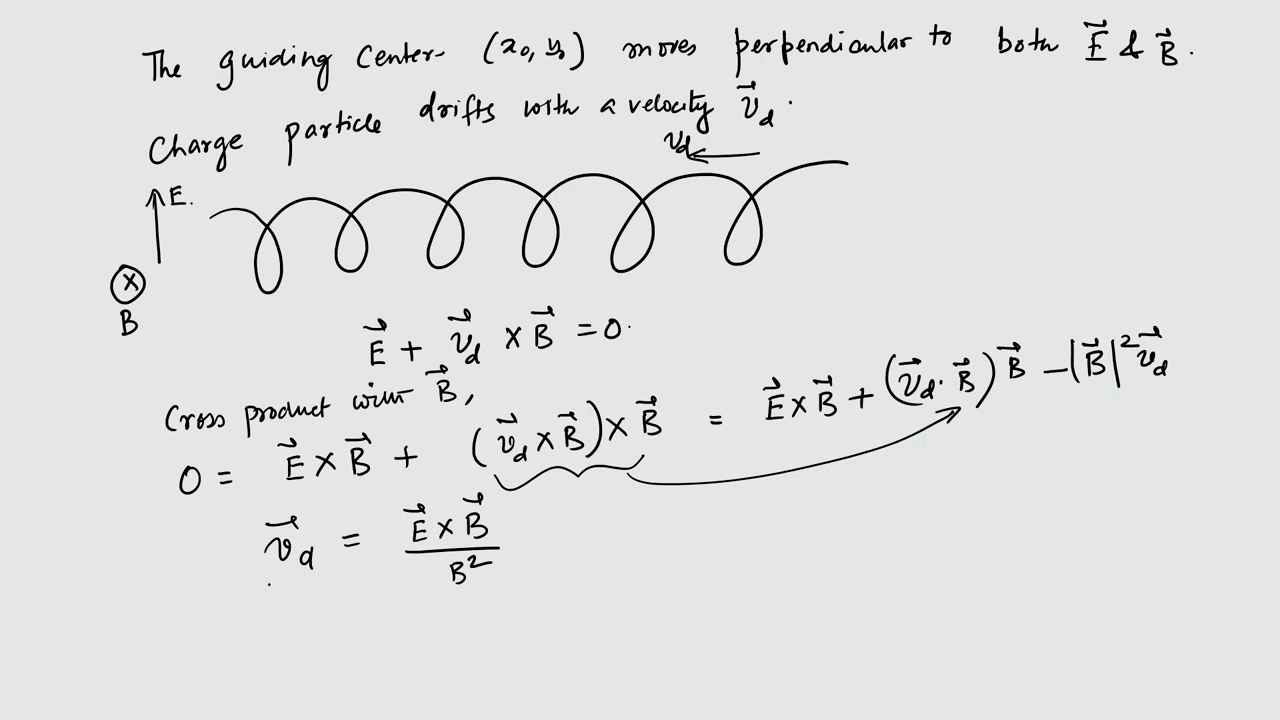 The guiding center (x₀, y₀) moves perpendicular to both E⃗ & B⃗.
Charge particle drifts with a velocity v⃗_d.
v_d
E.
B
E⃗ + v⃗_d × B⃗ = 0.
Cross product with B⃗,
0 = E⃗ × B⃗ + (v⃗_d × B⃗) × B⃗ = E⃗ × B⃗ + (v⃗_d · B⃗) B⃗ − |B⃗|² v⃗_d
v⃗_d = E⃗ × B⃗ / B²